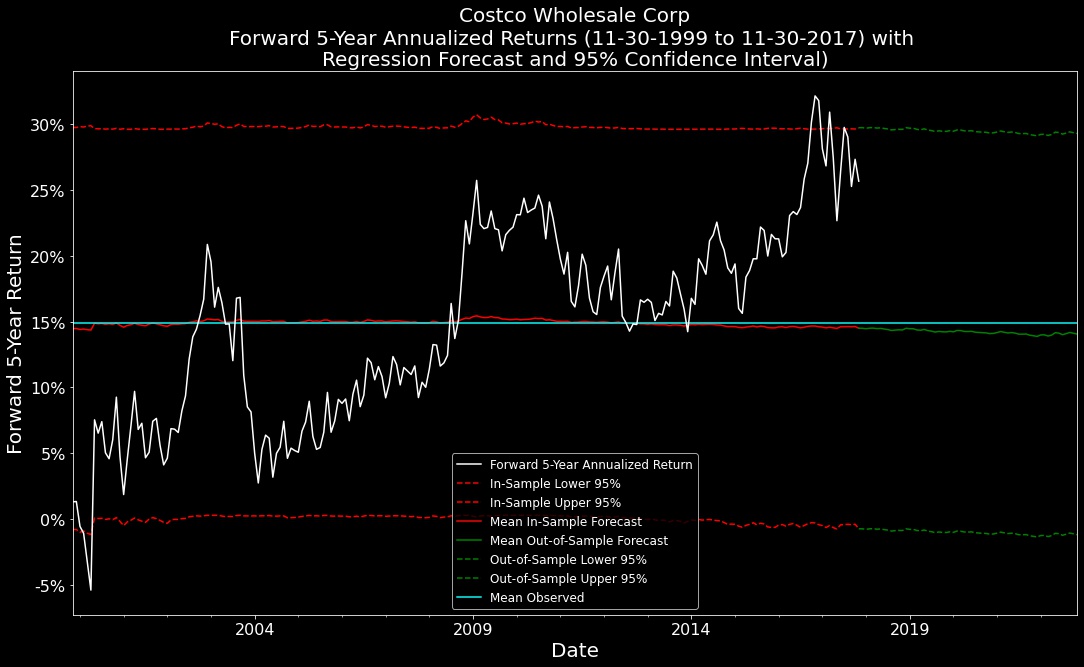 Costco Wholesale Corp
Forward 5-Year Annualized Returns (11-30-1999 to 11-30-2017) with
Regression Forecast and 95% Confidence Interval)
Forward 5-Year Return
30%
25%
20%
15%
10%
5%
0%
-5%
Forward 5-Year Annualized Return
In-Sample Lower 95%
In-Sample Upper 95%
Mean In-Sample Forecast
Mean Out-of-Sample Forecast
Out-of-Sample Lower 95%
Out-of-Sample Upper 95%
Mean Observed
2004
2009
2014
2019
Date